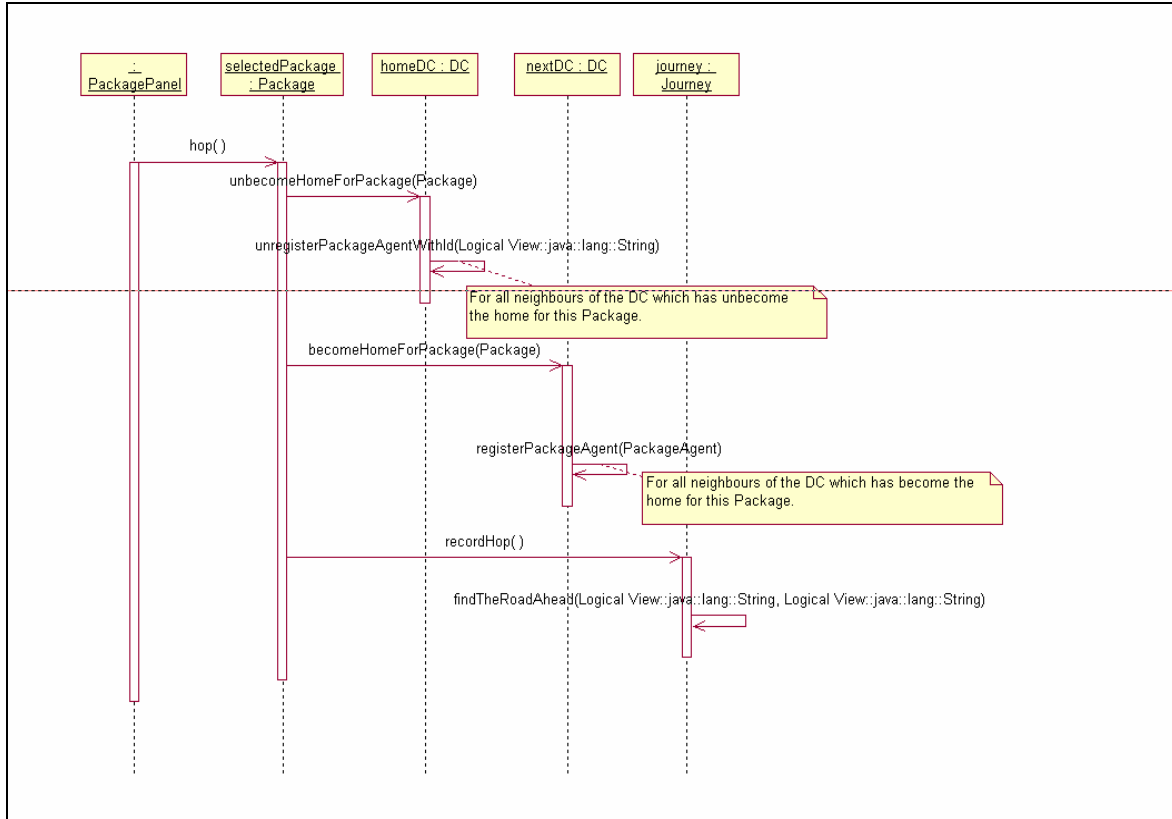 :
PackagePanel
selectedPackage
: Package
homeDC : DC
nextDC : DC
journey :
Journey
hop( )
unbecomeHomeForPackage(Package)
unregisterPackageAgentWithId(Logical View::java::lang::String)
For all neighbours of the DC which has unbecome
the home for this Package.
becomeHomeForPackage(Package)
registerPackageAgent(PackageAgent)
For all neighbours of the DC which has become the
home for this Package.
recordHop( )
findTheRoadAhead(Logical View::java::lang::String, Logical View::java::lang::String)